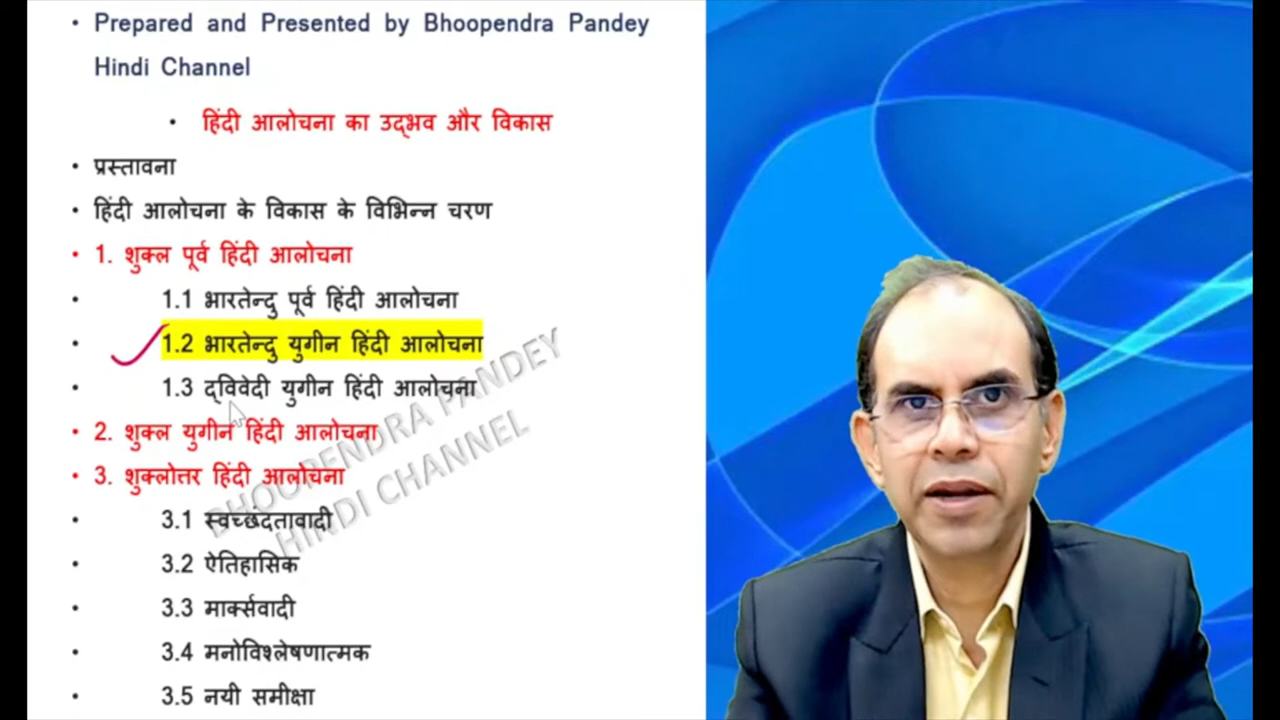 • Prepared and Presented by Bhoopendra Pandey
Hindi Channel
• हिंदी आलोचना का उद्भव और विकास
• प्रस्तावना
• हिंदी आलोचना के विकास के विभिन्न चरण
• 1. शुक्ल पूर्व हिंदी आलोचना
• 1.1 भारतेन्दु पूर्व हिंदी आलोचना
• 1.2 भारतेन्दु युगीन हिंदी आलोचना
• 1.3 द्विवेदी युगीन हिंदी आलोचना
• 2. शुक्ल युगीन हिंदी आलोचना
• 3. शुक्लोत्तर हिंदी आलोचना
• 3.1 स्वच्छंदतावादी
• 3.2 ऐतिहासिक
• 3.3 मार्क्सवादी
• 3.4 मनोविश्लेषणात्मक
• 3.5 नयी समीक्षा
BHOOPENDRA PANDEY
HINDI CHANNEL